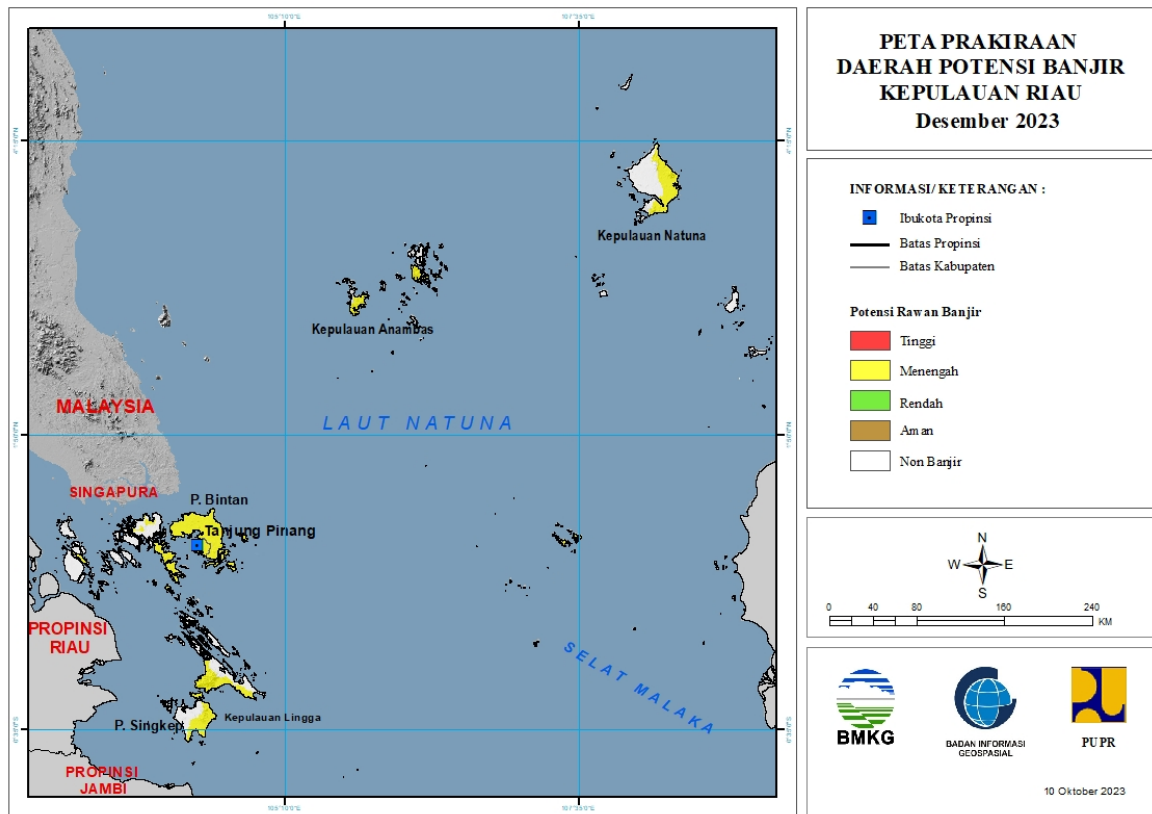 PETA PRAKIRAAN
DAERAH POTENSI BANJIR
KEPULAUAN RIAU
Desember 2023
INFORMASI/ KETERANGAN :
Ibukota Propinsi
Batas Propinsi
Batas Kabupaten
Potensi Rawan Banjir
Tinggi
Menengah
Rendah
Aman
Non Banjir
N
W E
S
0 40 80 160 240
KM
BMKG
BADAN INFORMASI
GEOSPASIAL
PUPR
10 Oktober 2023
Kepulauan Natuna
Kepulauan Anambas
MALAYSIA
LAUT NATUNA
SINGAPURA
P. Bintan
Tanjung Pinang
PROPINSI
RIAU
SELAT MALAKA
P. Singkep
Kepulauan Lingga
PROPINSI
JAMBI